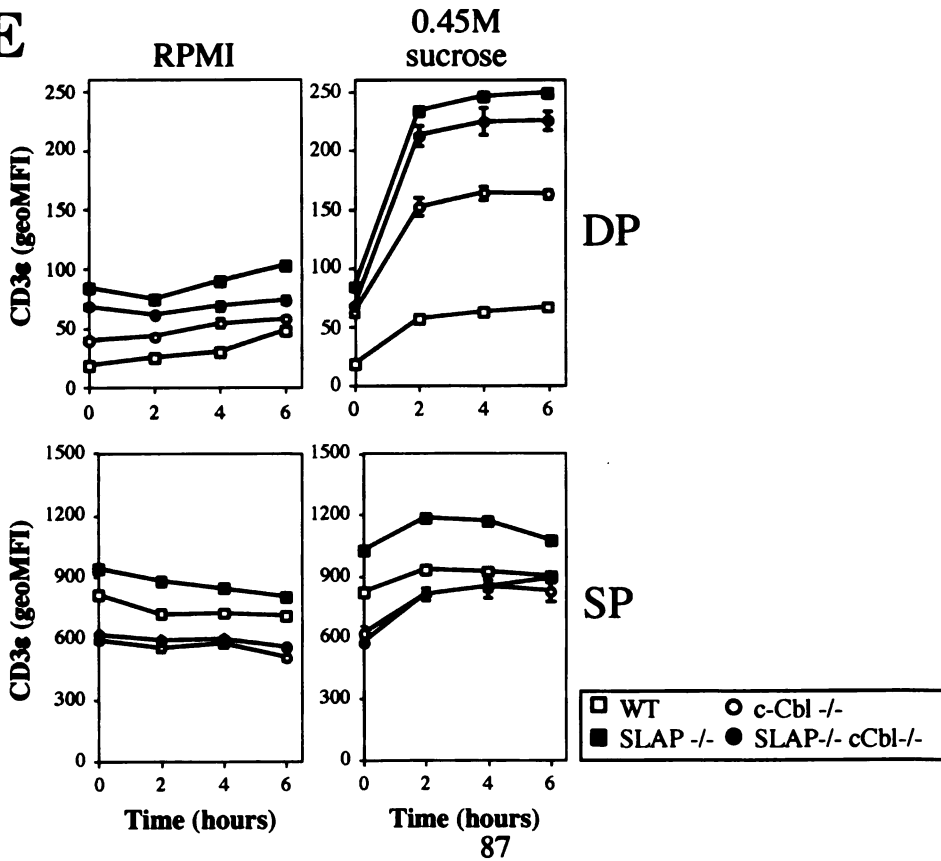 E
RPMI
0.45M
sucrose
CD3ε (geoMFI)
250
200
150
100
50
0
0 2 4 6
250
200
150
100
50
0
0 2 4 6
DP
CD3ε (geoMFI)
1500
1200
900
600
300
0
0 2 4 6
Time (hours)
1500
1200
900
600
300
0
0 2 4 6
Time (hours)
SP
WT c-Cbl -/-
SLAP -/- SLAP-/- cCbl-/-
87